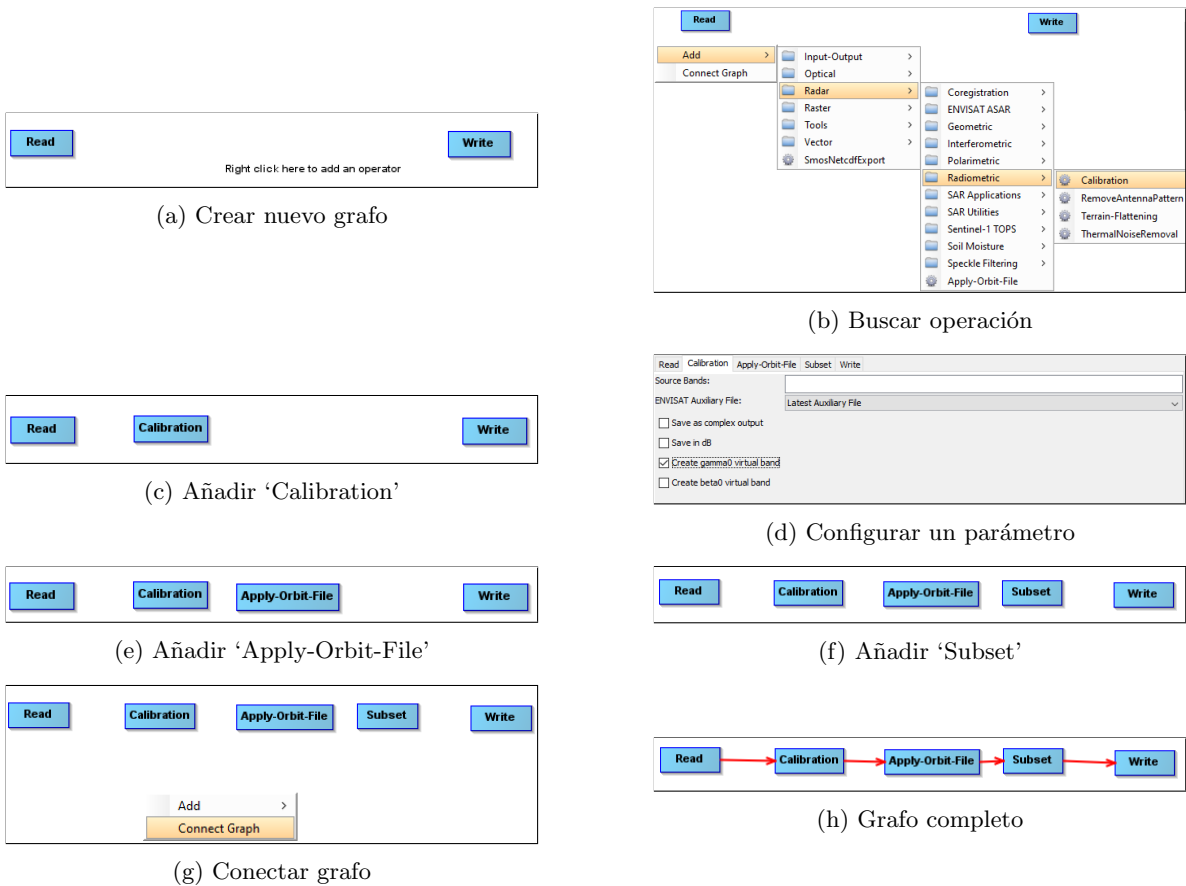 Read
Write
Right click here to add an operator
(a) Crear nuevo grafo
Read
Write
Add
Connect Graph
Input-Output
Optical
Radar
Raster
Tools
Vector
SmosNetcdfExport
Coregistration
ENVISAT ASAR
Geometric
Interferometric
Polarimetric
Radiometric
SAR Applications
SAR Utilities
Sentinel-1 TOPS
Soil Moisture
Speckle Filtering
Apply-Orbit-File
Calibration
RemoveAntennaPattern
Terrain-Flattening
ThermalNoiseRemoval
(b) Buscar operación
Read Calibration Write
(c) Añadir ‘Calibration’
Read Calibration Apply-Orbit-File Subset Write
Source Bands:
ENVISAT Auxiliary File: Latest Auxiliary File
Save as complex output
Save in dB
Create gamma0 virtual band
Create beta0 virtual band
(d) Configurar un parámetro
Read Calibration Apply-Orbit-File Write
(e) Añadir ‘Apply-Orbit-File’
Read Calibration Apply-Orbit-File Subset Write
(f) Añadir ‘Subset’
Read Calibration Apply-Orbit-File Subset Write
Add
Connect Graph
(g) Conectar grafo
Read Calibration Apply-Orbit-File Subset Write
(h) Grafo completo